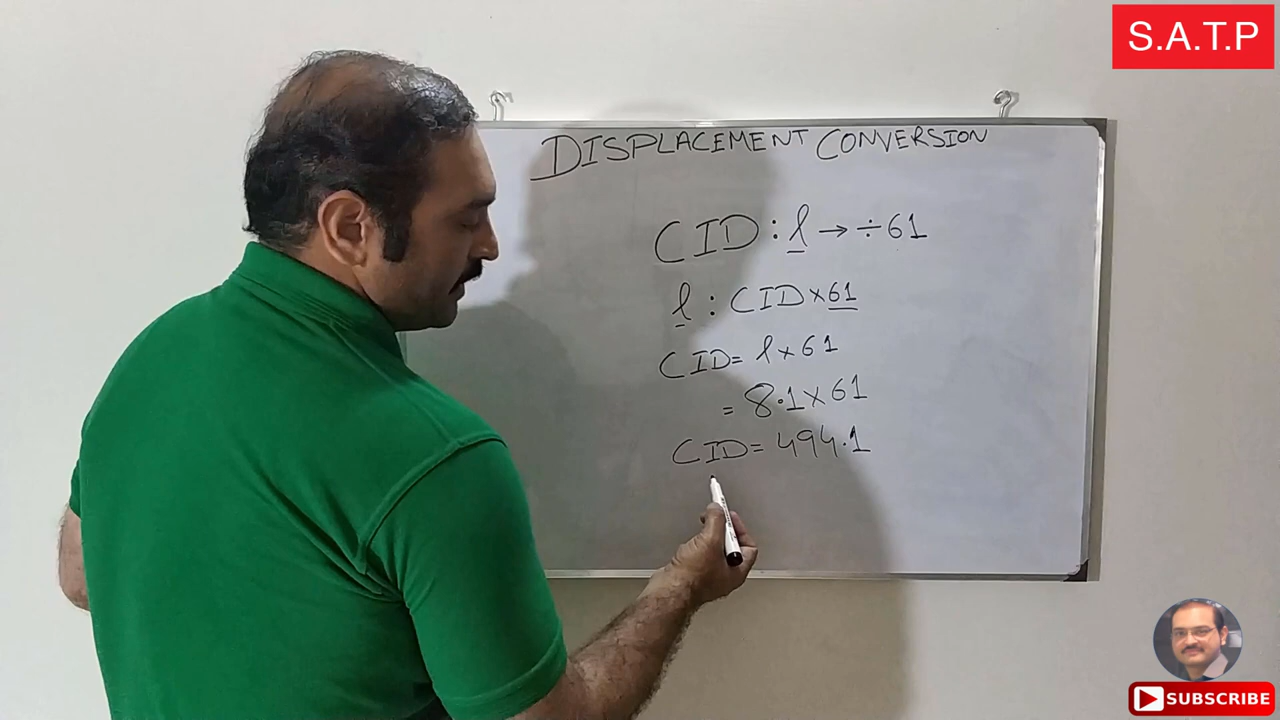 S.A.T.P
DISPLACEMENT CONVERSION
CID : l → ÷ 61
l : CID × 61
CID = l × 61
= 8.1 × 61
CID = 494.1
SUBSCRIBE